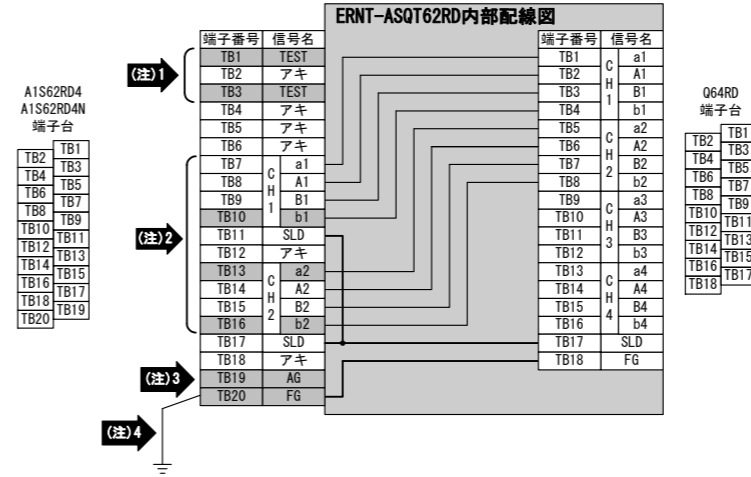 ERNT-ASQT62RD内部配線図
端子番号 信号名
TB1 TEST
TB2 アキ
TB3 TEST
TB4 アキ
TB5 アキ
TB6 アキ
TB7 a1
TB8 A1
TB9 B1
TB10 b1
CH1
TB11 SLD
TB12 アキ
TB13 a2
TB14 A2
TB15 B2
TB16 b2
CH2
TB17 SLD
TB18 アキ
TB19 AG
TB20 FG
(注)1
(注)2
(注)3
(注)4
端子番号 信号名
TB1 a1
TB2 A1
TB3 B1
TB4 b1
CH1
TB5 a2
TB6 A2
TB7 B2
TB8 b2
CH2
TB9 a3
TB10 A3
TB11 B3
TB12 b3
CH3
TB13 a4
TB14 A4
TB15 B4
TB16 b4
CH4
TB17 SLD
TB18 FG
A1S62RD4
A1S62RD4N
端子台
TB1
TB2
TB3
TB4
TB5
TB6
TB7
TB8
TB9
TB10
TB11
TB12
TB13
TB14
TB15
TB16
TB17
TB18
TB19
TB20
Q64RD
端子台
TB1
TB2
TB3
TB4
TB5
TB6
TB7
TB8
TB9
TB10
TB11
TB12
TB13
TB14
TB15
TB16
TB17
TB18